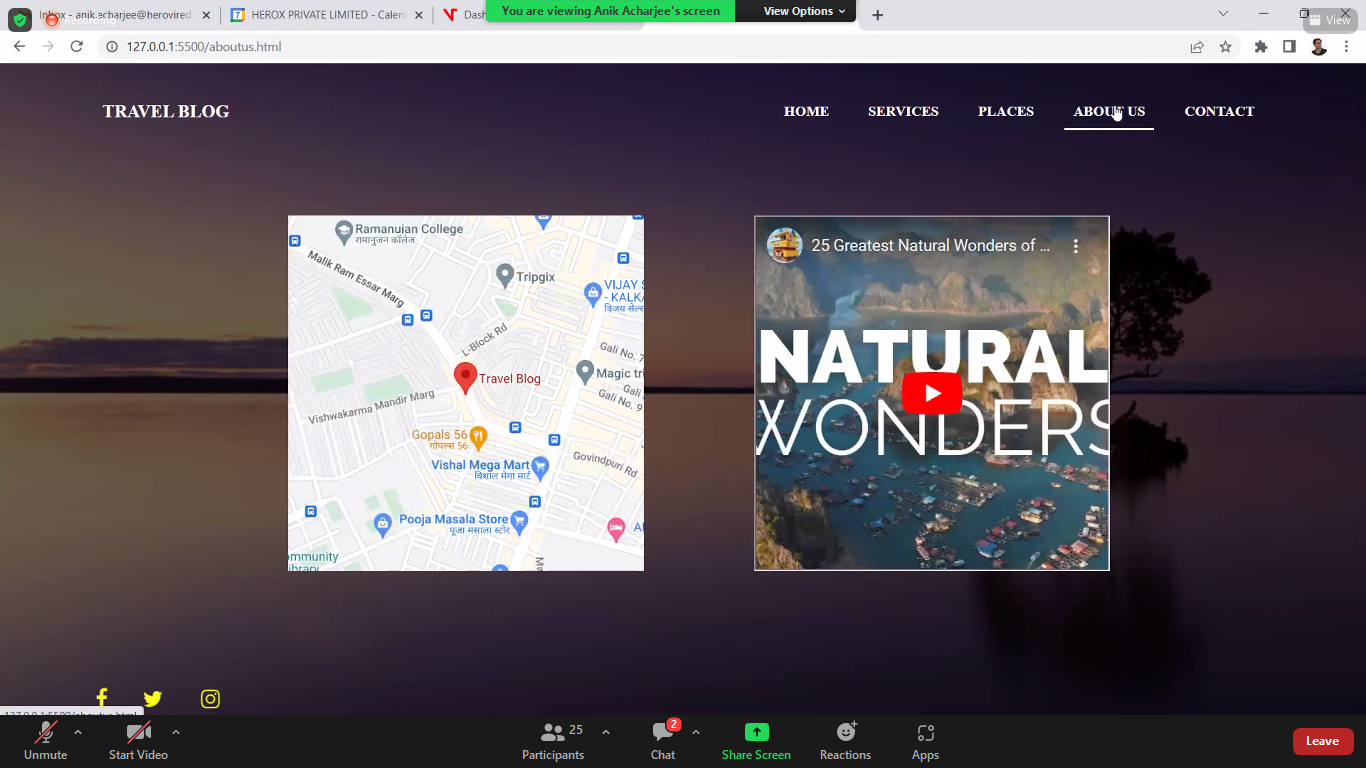 Inbox - anik.acharjee@herovired.
HEROX PRIVATE LIMITED - Calen
Dash
You are viewing Anik Acharjee's screen
View Options
Recording
View
127.0.0.1:5500/aboutus.html
TRAVEL BLOG
HOME
SERVICES
PLACES
ABOUT US
CONTACT
Ramanujan College
रामानुजन कॉलेज
Malik Ram Essar Marg
Tripgix
VIJAY S
- KALKA
विजय सेल्स
L-Block Rd
Gali No. 7
Travel Blog
Magic tri
Gali
Gali No. 9
Vishwakarma Mandir Marg
Gopals 56
गोपल्स 56
Vishal Mega Mart
विशाल मेगा मार्ट
Govindpuri Rd
Pooja Masala Store
पूजा मसाला स्टोर
ommunity
ibrary
25 Greatest Natural Wonders of ...
NATURAL
WONDERS
127.0.0.1:5500/aboutus.html
Unmute
Start Video
25
Participants
2
Chat
Share Screen
Reactions
Apps
Leave